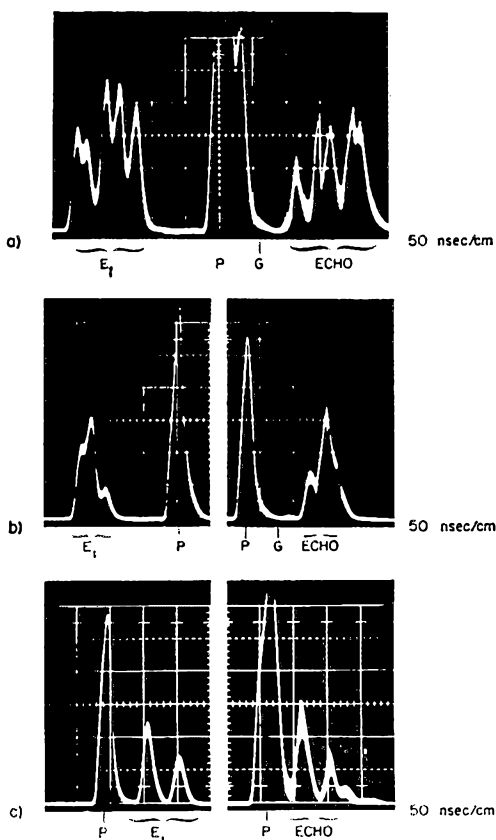 a) 50 nsec/cm
E₁ P G ECHO
b) 50 nsec/cm
E₁ P P G ECHO
c) 50 nsec/cm
P E₁ P ECHO